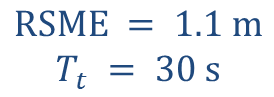 RSME = 1.1 m
Tₜ = 30 s